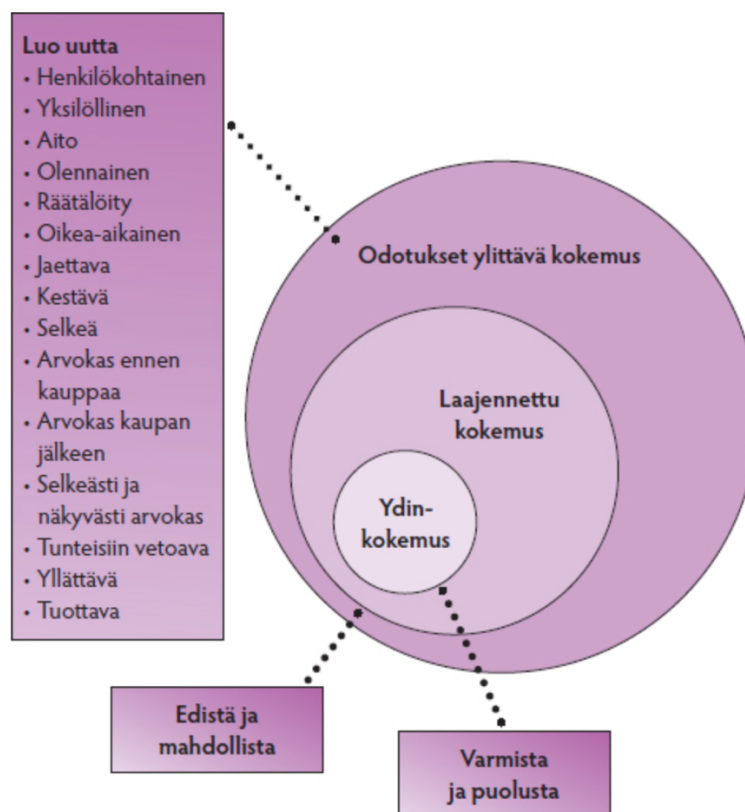 Luo uutta
• Henkilökohtainen
• Yksilöllinen
• Aito
• Olennainen
• Räätälöity
• Oikea-aikainen
• Jaettava
• Kestävä
• Selkeä
• Arvokas ennen
kauppaa
• Arvokas kaupan
jälkeen
• Selkeästi ja
näkyvästi arvokas
• Tunteisiin vetoava
• Yllättävä
• Tuottava
Odotukset ylittävä kokemus
Laajennettu
kokemus
Ydin-
kokemus
Edistä ja
mahdollista
Varmista
ja puolusta